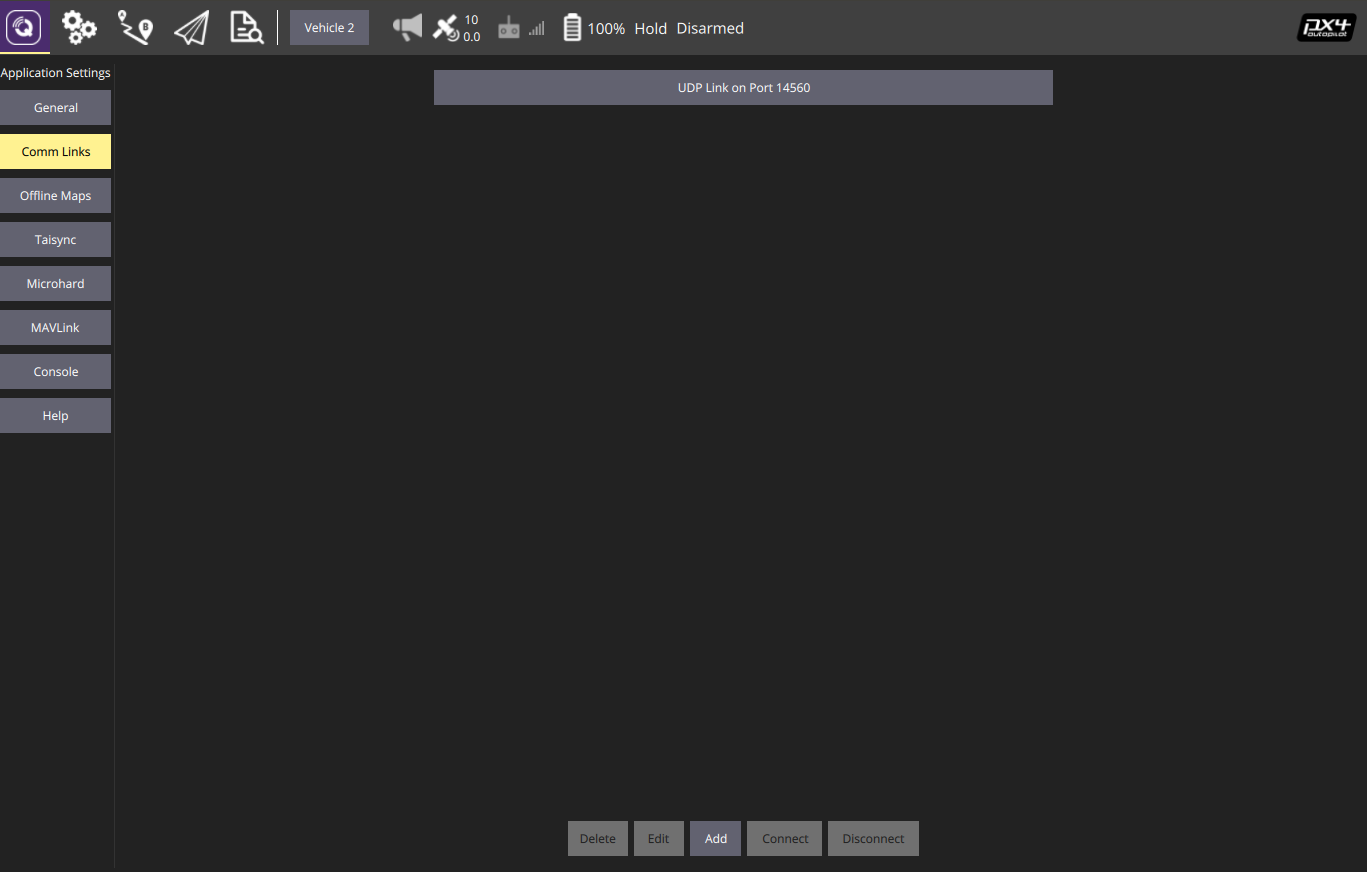 Vehicle 2
10
0.0
100% Hold Disarmed
px4
autopilot
Application Settings
General
Comm Links
Offline Maps
Taisync
Microhard
MAVLink
Console
Help
UDP Link on Port 14560
Delete
Edit
Add
Connect
Disconnect